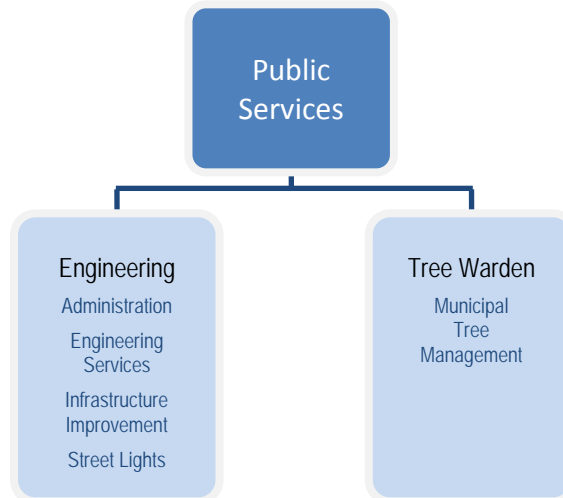 Public
Services
Engineering
Administration
Engineering
Services
Infrastructure
Improvement
Street Lights
Tree Warden
Municipal
Tree
Management